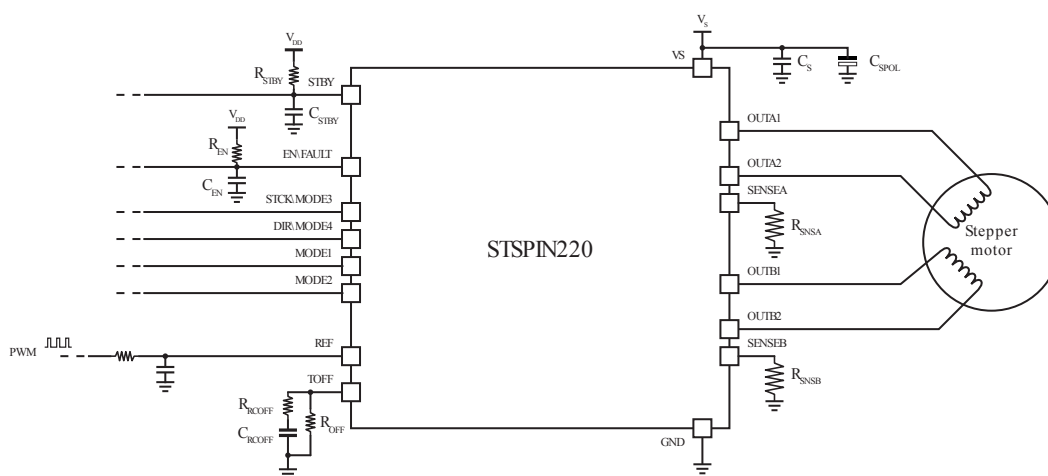 V_S
V_DD
VS
R_STBY
STBY
C_S
C_SPOL
C_STBY
V_DD
OUTA1
R_EN
EN\FAULT
OUTA2
C_EN
SENSEA
STCK\MODE3
R_SNSA
DIR\MODE4
STSPIN220
Stepper
motor
MODE1
OUTB1
MODE2
OUTB2
PWM
REF
SENSEB
TOFF
R_SNSB
R_RCOFF
R_OFF
C_RCOFF
GND